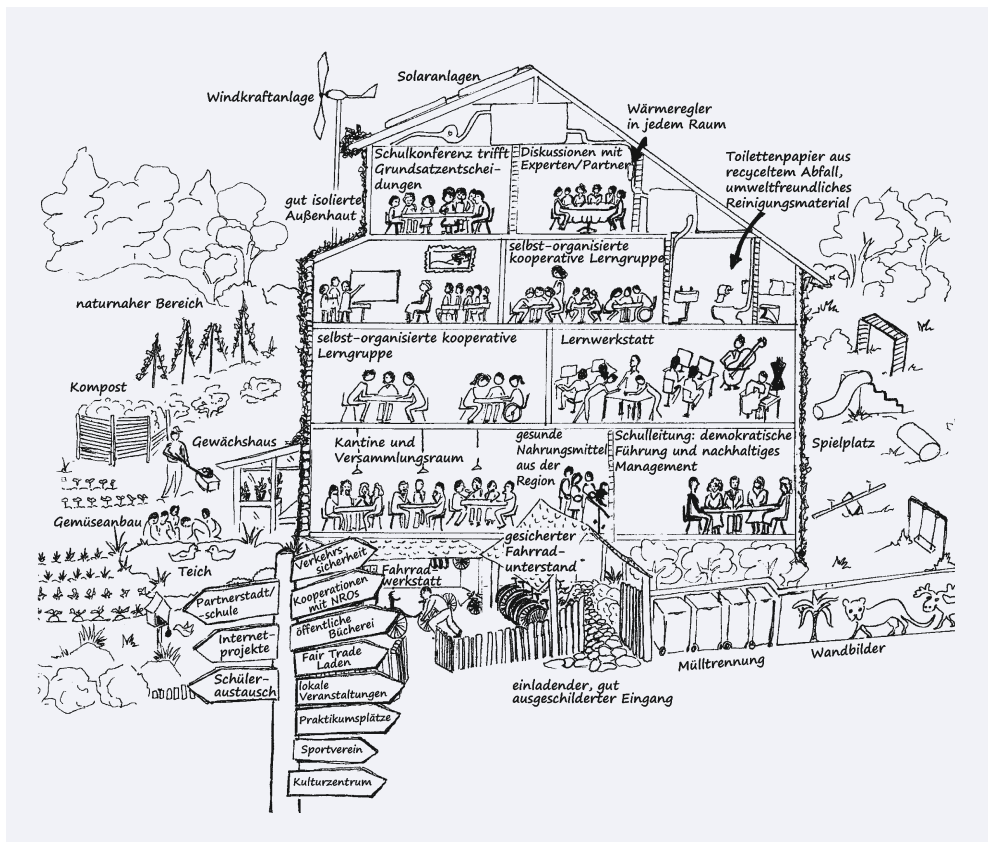 Solaranlagen
Windkraftanlage
Wärmeregler
in jedem Raum
Schulkonferenz trifft
Grundsatzentschei-
dungen
Diskussionen mit
Experten/Partner
Toilettenpapier aus
recyceltem Abfall,
umweltfreundliches
Reinigungsmaterial
gut isolierte
Außenhaut
selbst-organisierte
kooperative Lerngruppe
naturnaher Bereich
selbst-organisierte kooperative
Lerngruppe
Lernwerkstatt
Kompost
Gewächshaus
Kantine und
Versammlungsraum
gesunde
Nahrungsmittel
aus der
Region
Schulleitung: demokratische
Führung und nachhaltiges
Management
Spielplatz
Gemüseanbau
Teich
gesicherter
Fahrrad-
unterstand
Fahrrad
werkstatt
Verkehrs-
sicherheit
Kooperationen
mit NROs
öffentliche
Bücherei
Fair Trade
Laden
lokale
Veranstaltungen
Praktikumsplätze
Sportverein
Kulturzentrum
Partnerstadt/
-schule
Internet-
projekte
Schüler-
austausch
einladender, gut
ausgeschilderter Eingang
Mülltrennung
Wandbilder